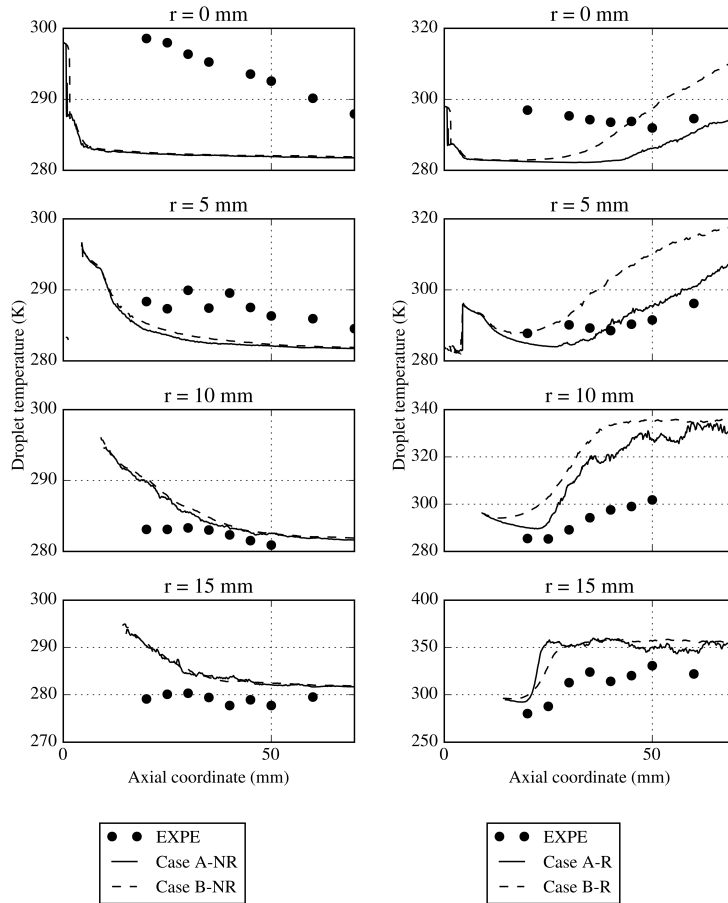 r = 0 mm
300
290
280
r = 5 mm
300
290
280
r = 10 mm
300
290
280
r = 15 mm
300
290
280
270
0
50
Axial coordinate (mm)
Droplet temperature (K)
EXPE
Case A-NR
Case B-NR
r = 0 mm
320
300
280
r = 5 mm
320
300
280
r = 10 mm
340
320
300
280
r = 15 mm
400
350
300
250
0
50
Axial coordinate (mm)
Droplet temperature (K)
EXPE
Case A-R
Case B-R